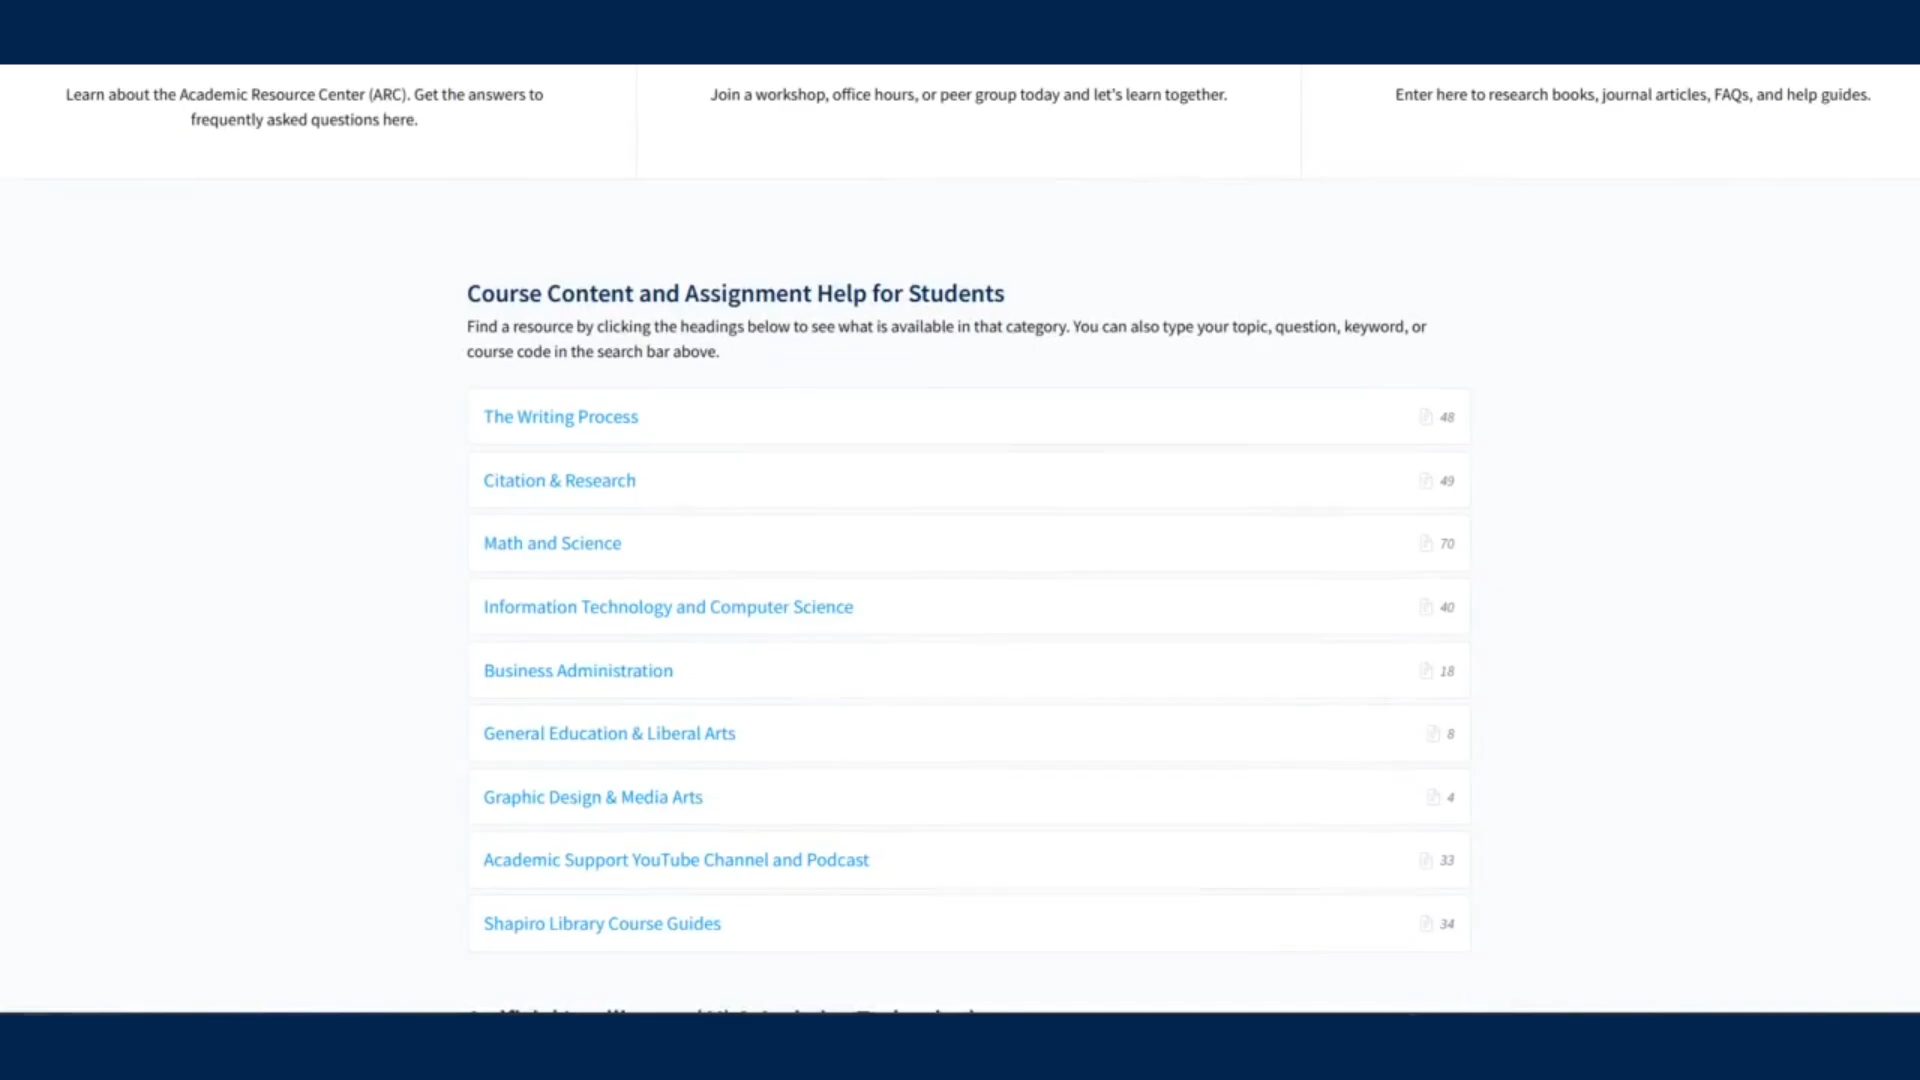 Learn about the Academic Resource Center (ARC). Get the answers to
frequently asked questions here.
Join a workshop, office hours, or peer group today and let's learn together.
Enter here to research books, journal articles, FAQs, and help guides.
Course Content and Assignment Help for Students
Find a resource by clicking the headings below to see what is available in that category. You can also type your topic, question, keyword, or
course code in the search bar above.
The Writing Process 48
Citation & Research 49
Math and Science 70
Information Technology and Computer Science 40
Business Administration 18
General Education & Liberal Arts 8
Graphic Design & Media Arts 4
Academic Support YouTube Channel and Podcast 33
Shapiro Library Course Guides 34